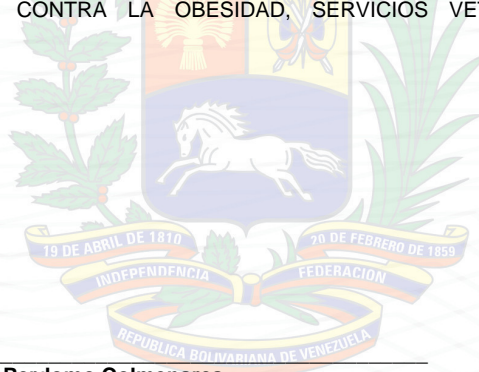 CONTRA LA OBESIDAD, SERVICIOS
19 DE ABRIL DE 1810
20 DE FEBRERO DE 1859
INDEPENDENCIA
FEDERACION
REPUBLICA BOLIVARIANA DE VENEZUELA